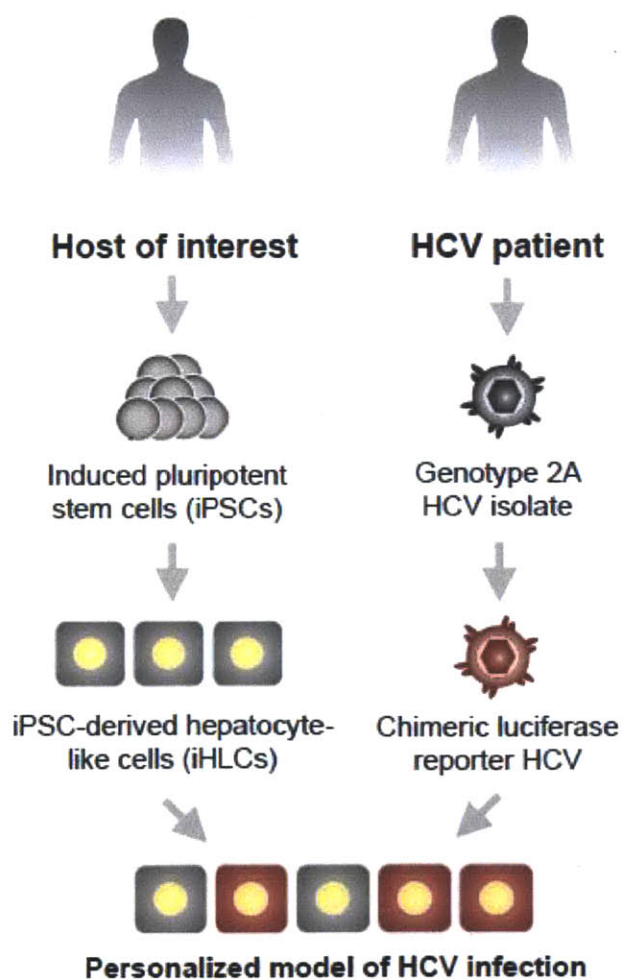 Host of interest
HCV patient
Induced pluripotent
stem cells (iPSCs)
Genotype 2A
HCV isolate
iPSC-derived hepatocyte-
like cells (iHLCs)
Chimeric luciferase
reporter HCV
Personalized model of HCV infection